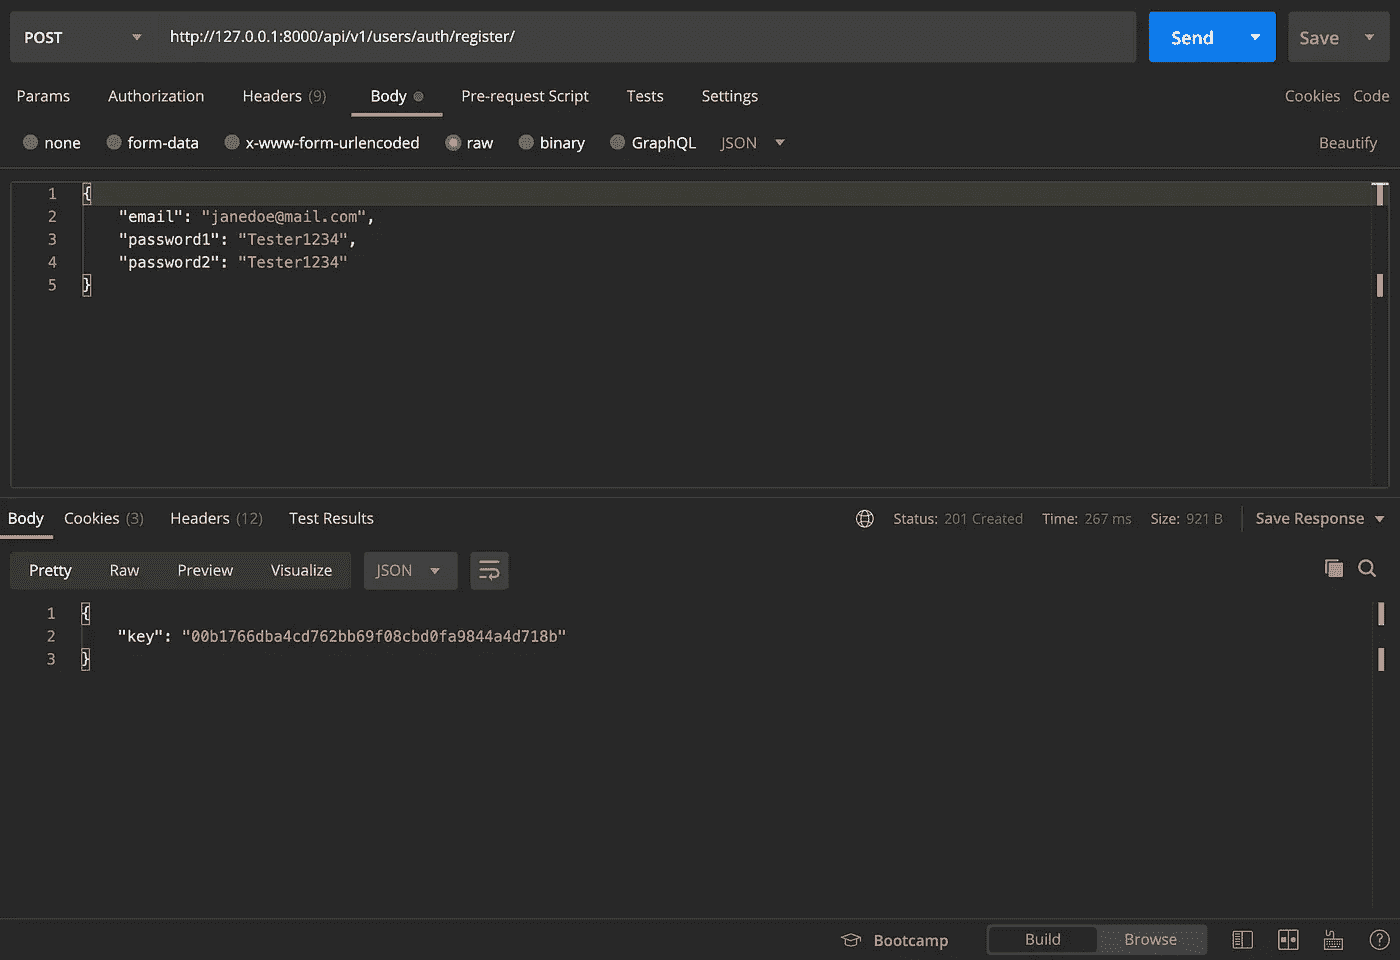 POST http://127.0.0.1:8000/api/v1/users/auth/register/ Send Save
Params Authorization Headers (9) Body Pre-request Script Tests Settings Cookies Code
none form-data x-www-form-urlencoded raw binary GraphQL JSON Beautify
1 {
2 "email": "janedoe@mail.com",
3 "password1": "Tester1234",
4 "password2": "Tester1234"
5 }
Body Cookies (3) Headers (12) Test Results Status: 201 Created Time: 267 ms Size: 921 B Save Response
Pretty Raw Preview Visualize JSON
1 {
2 "key": "00b1766dba4cd762bb69f08cbd0fa9844a4d718b"
3 }
Bootcamp Build Browse ?